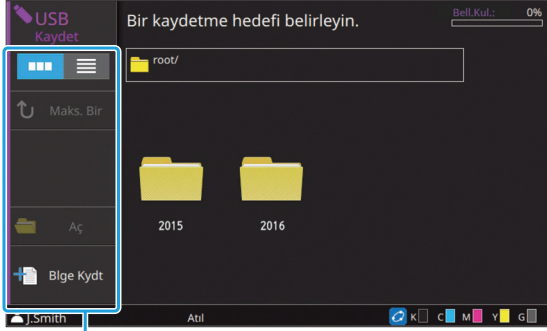 USB
Kaydet
Bir kaydetme hedefi belirleyin.
Bell.Kul.: 0%
root/
Maks. Bir
2015
2016
Aç
Blge Kydt
J.Smith
Atıl
K C M Y G